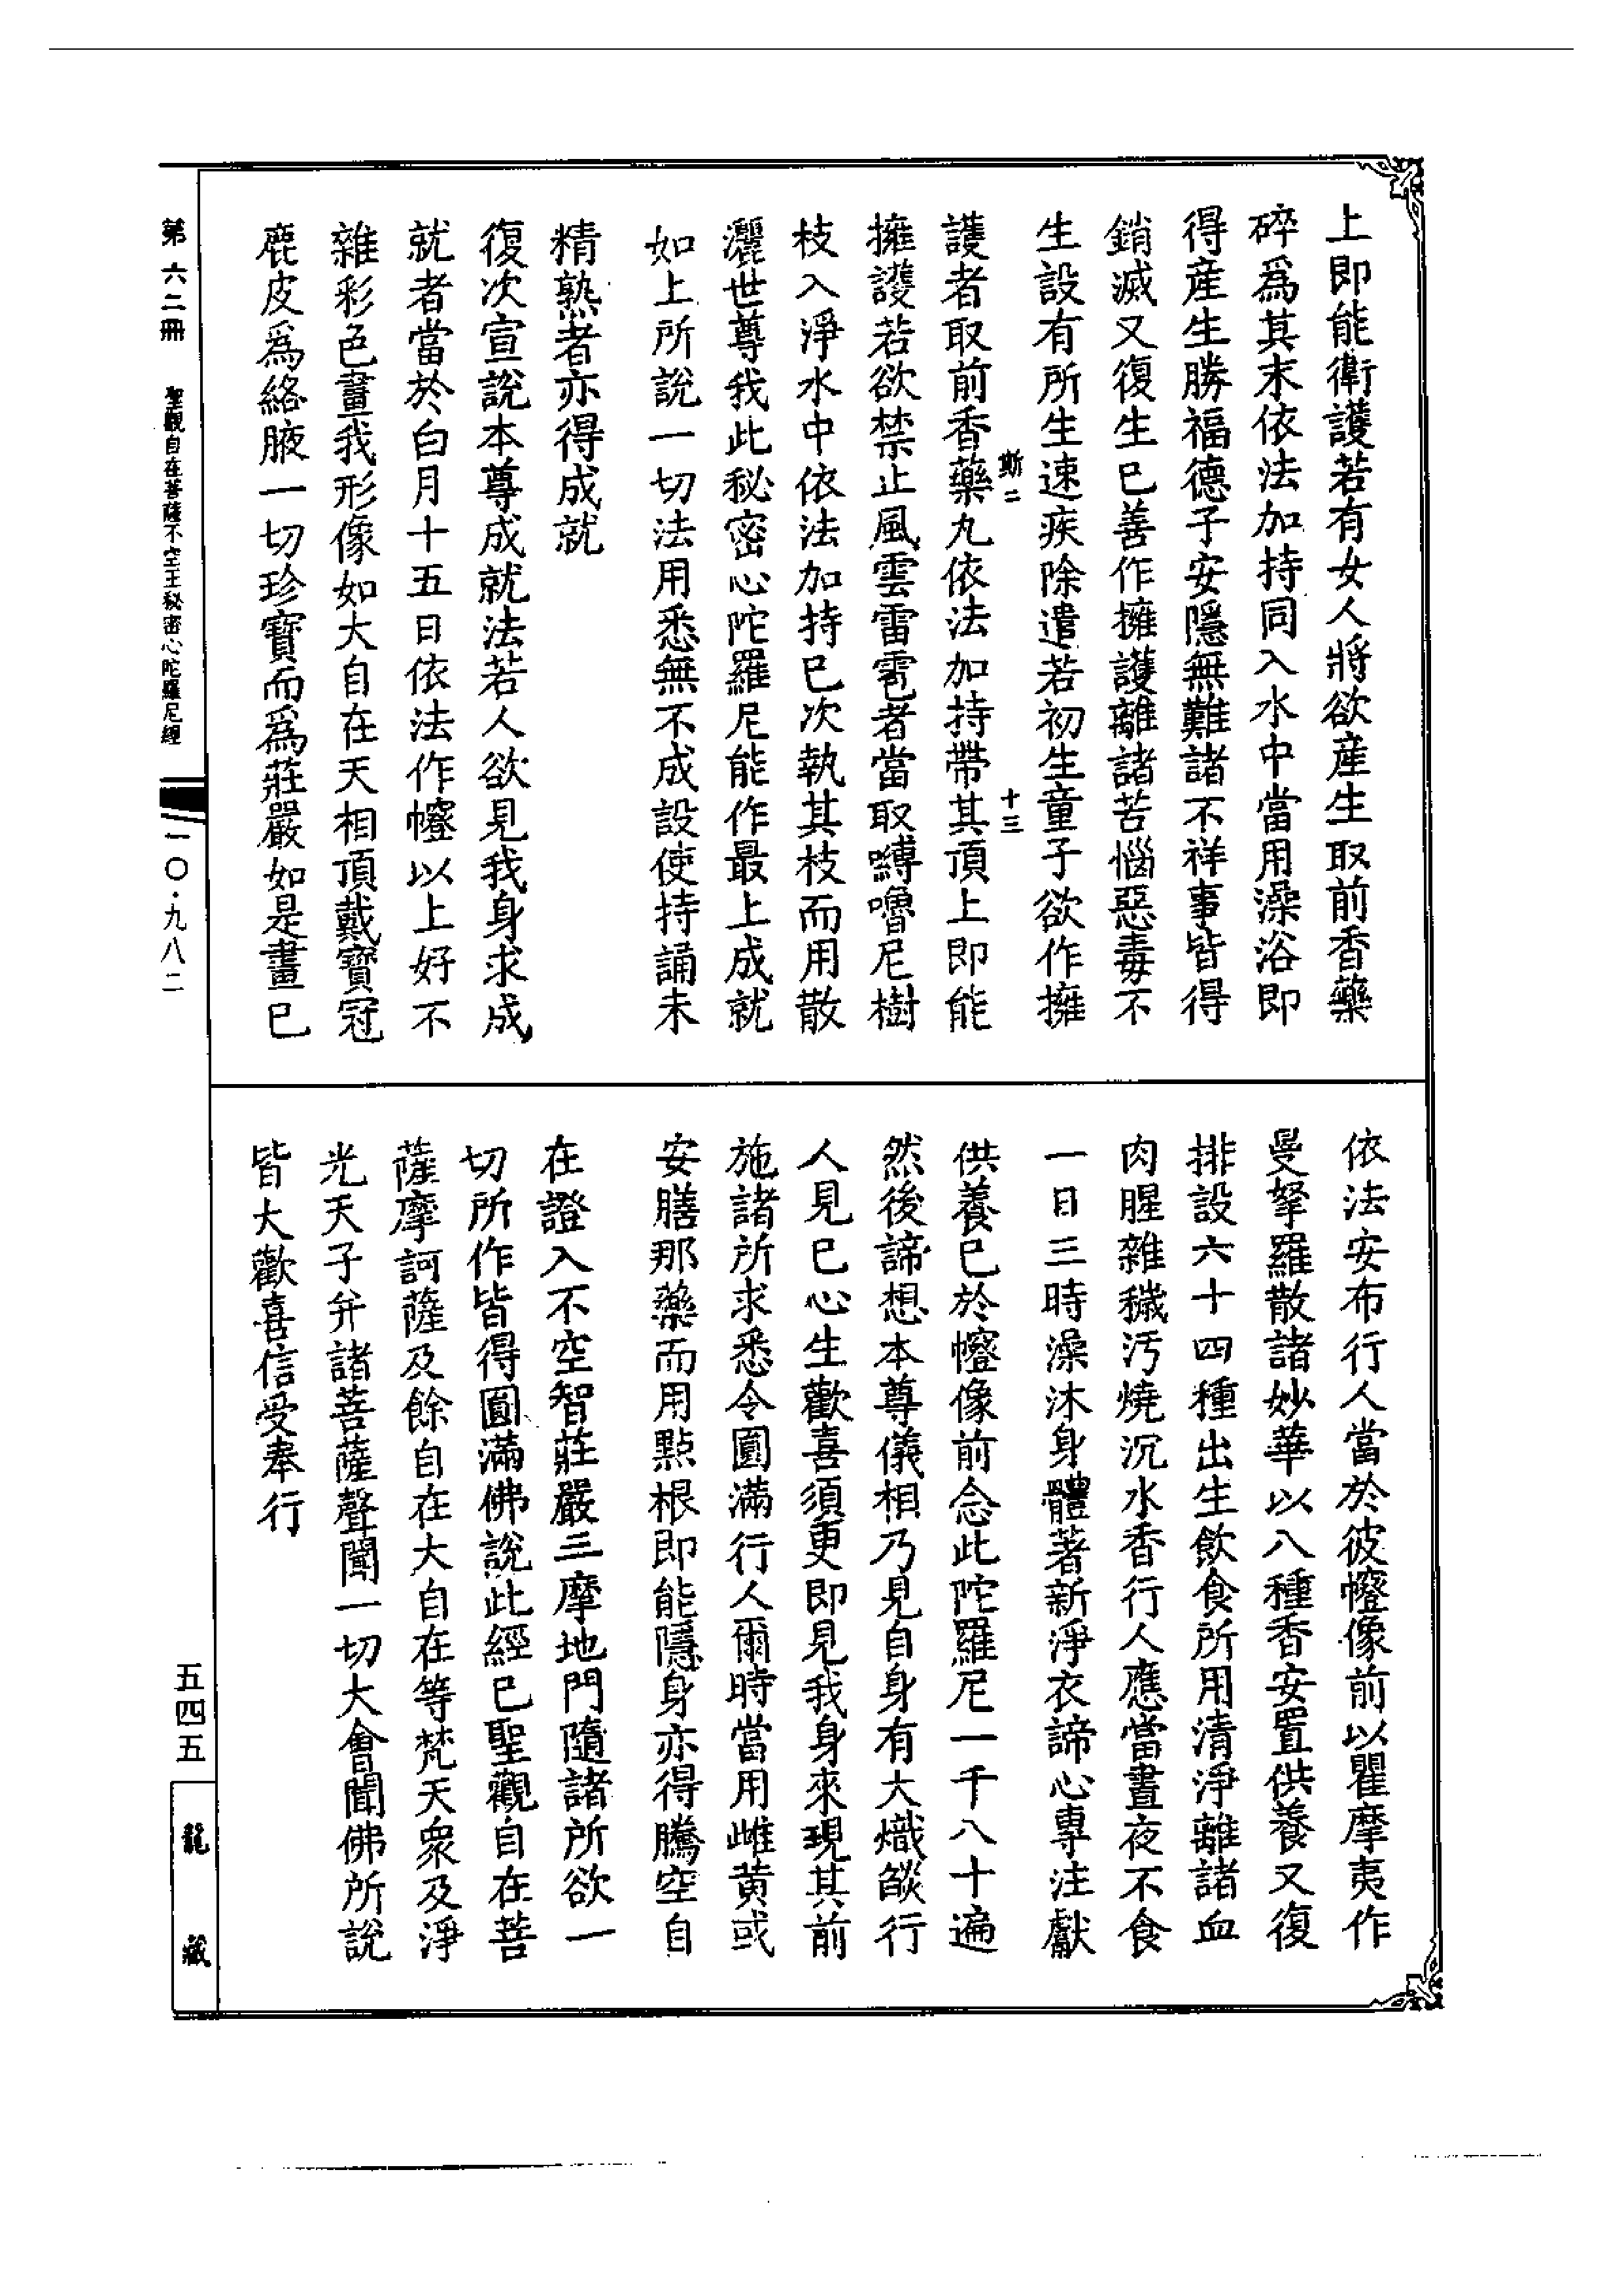 上即能衛護若有女人將欲産生取前香藥
碎爲其末依法加持同入水中當用澡浴即
得産生勝福德子安隱無難諸不祥事皆得
銷滅又復生已善作擁護離諸苦惱惡毒不
生設有所生速疾除遣若初生童子欲作擁
斯二
十三
護者取前香藥丸依法加持帶其頂上即能
擁護若欲禁止風雲雷雹者當取嚩嚕尼樹
枝入淨水中依法加持已次執其枝而用散
灑世尊我此秘密心陀羅尼能作最上成就
如上所說一切法用悉無不成設使持誦未
精熟者亦得成就
復次宣說本尊成就法若人欲見我身求成
就者當於白月十五日依法作㡧以上好不
雜彩色畫我形像如大自在天相頂戴寶冠
鹿皮爲絡腋一切珍寶而爲莊嚴如是畫已
依法安布行人當於彼㡧像前以瞿摩夷作
曼拏羅散諸妙華以八種香安置供養又復
排設六十四種出生飲食所用清淨離諸血
肉腥雜穢污燒沉水香行人應當晝夜不食
一日三時澡沐身體著新淨衣諦心專注獻
供養已於㡧像前念此陀羅尼一千八十遍
然後諦想本尊儀相乃見自身有大熾燄行
人見已心生歡喜須更即見我身來現其前
施諸所求悉令圓滿行人爾時當用雌黃或
安膳那藥而用點根即能隱身亦得騰空自
在證入不空智莊嚴三摩地門隨諸所欲一
切所作皆得圓滿佛說此經已聖觀自在菩
薩摩訶薩及餘自在大自在等梵天衆及淨
光天子并諸菩薩聲聞一切大會聞佛所說
皆大歡喜信受奉行
第六二冊 聖觀自在菩薩不空王秘密心陀羅尼經
一〇·九八二
五四五
龍藏